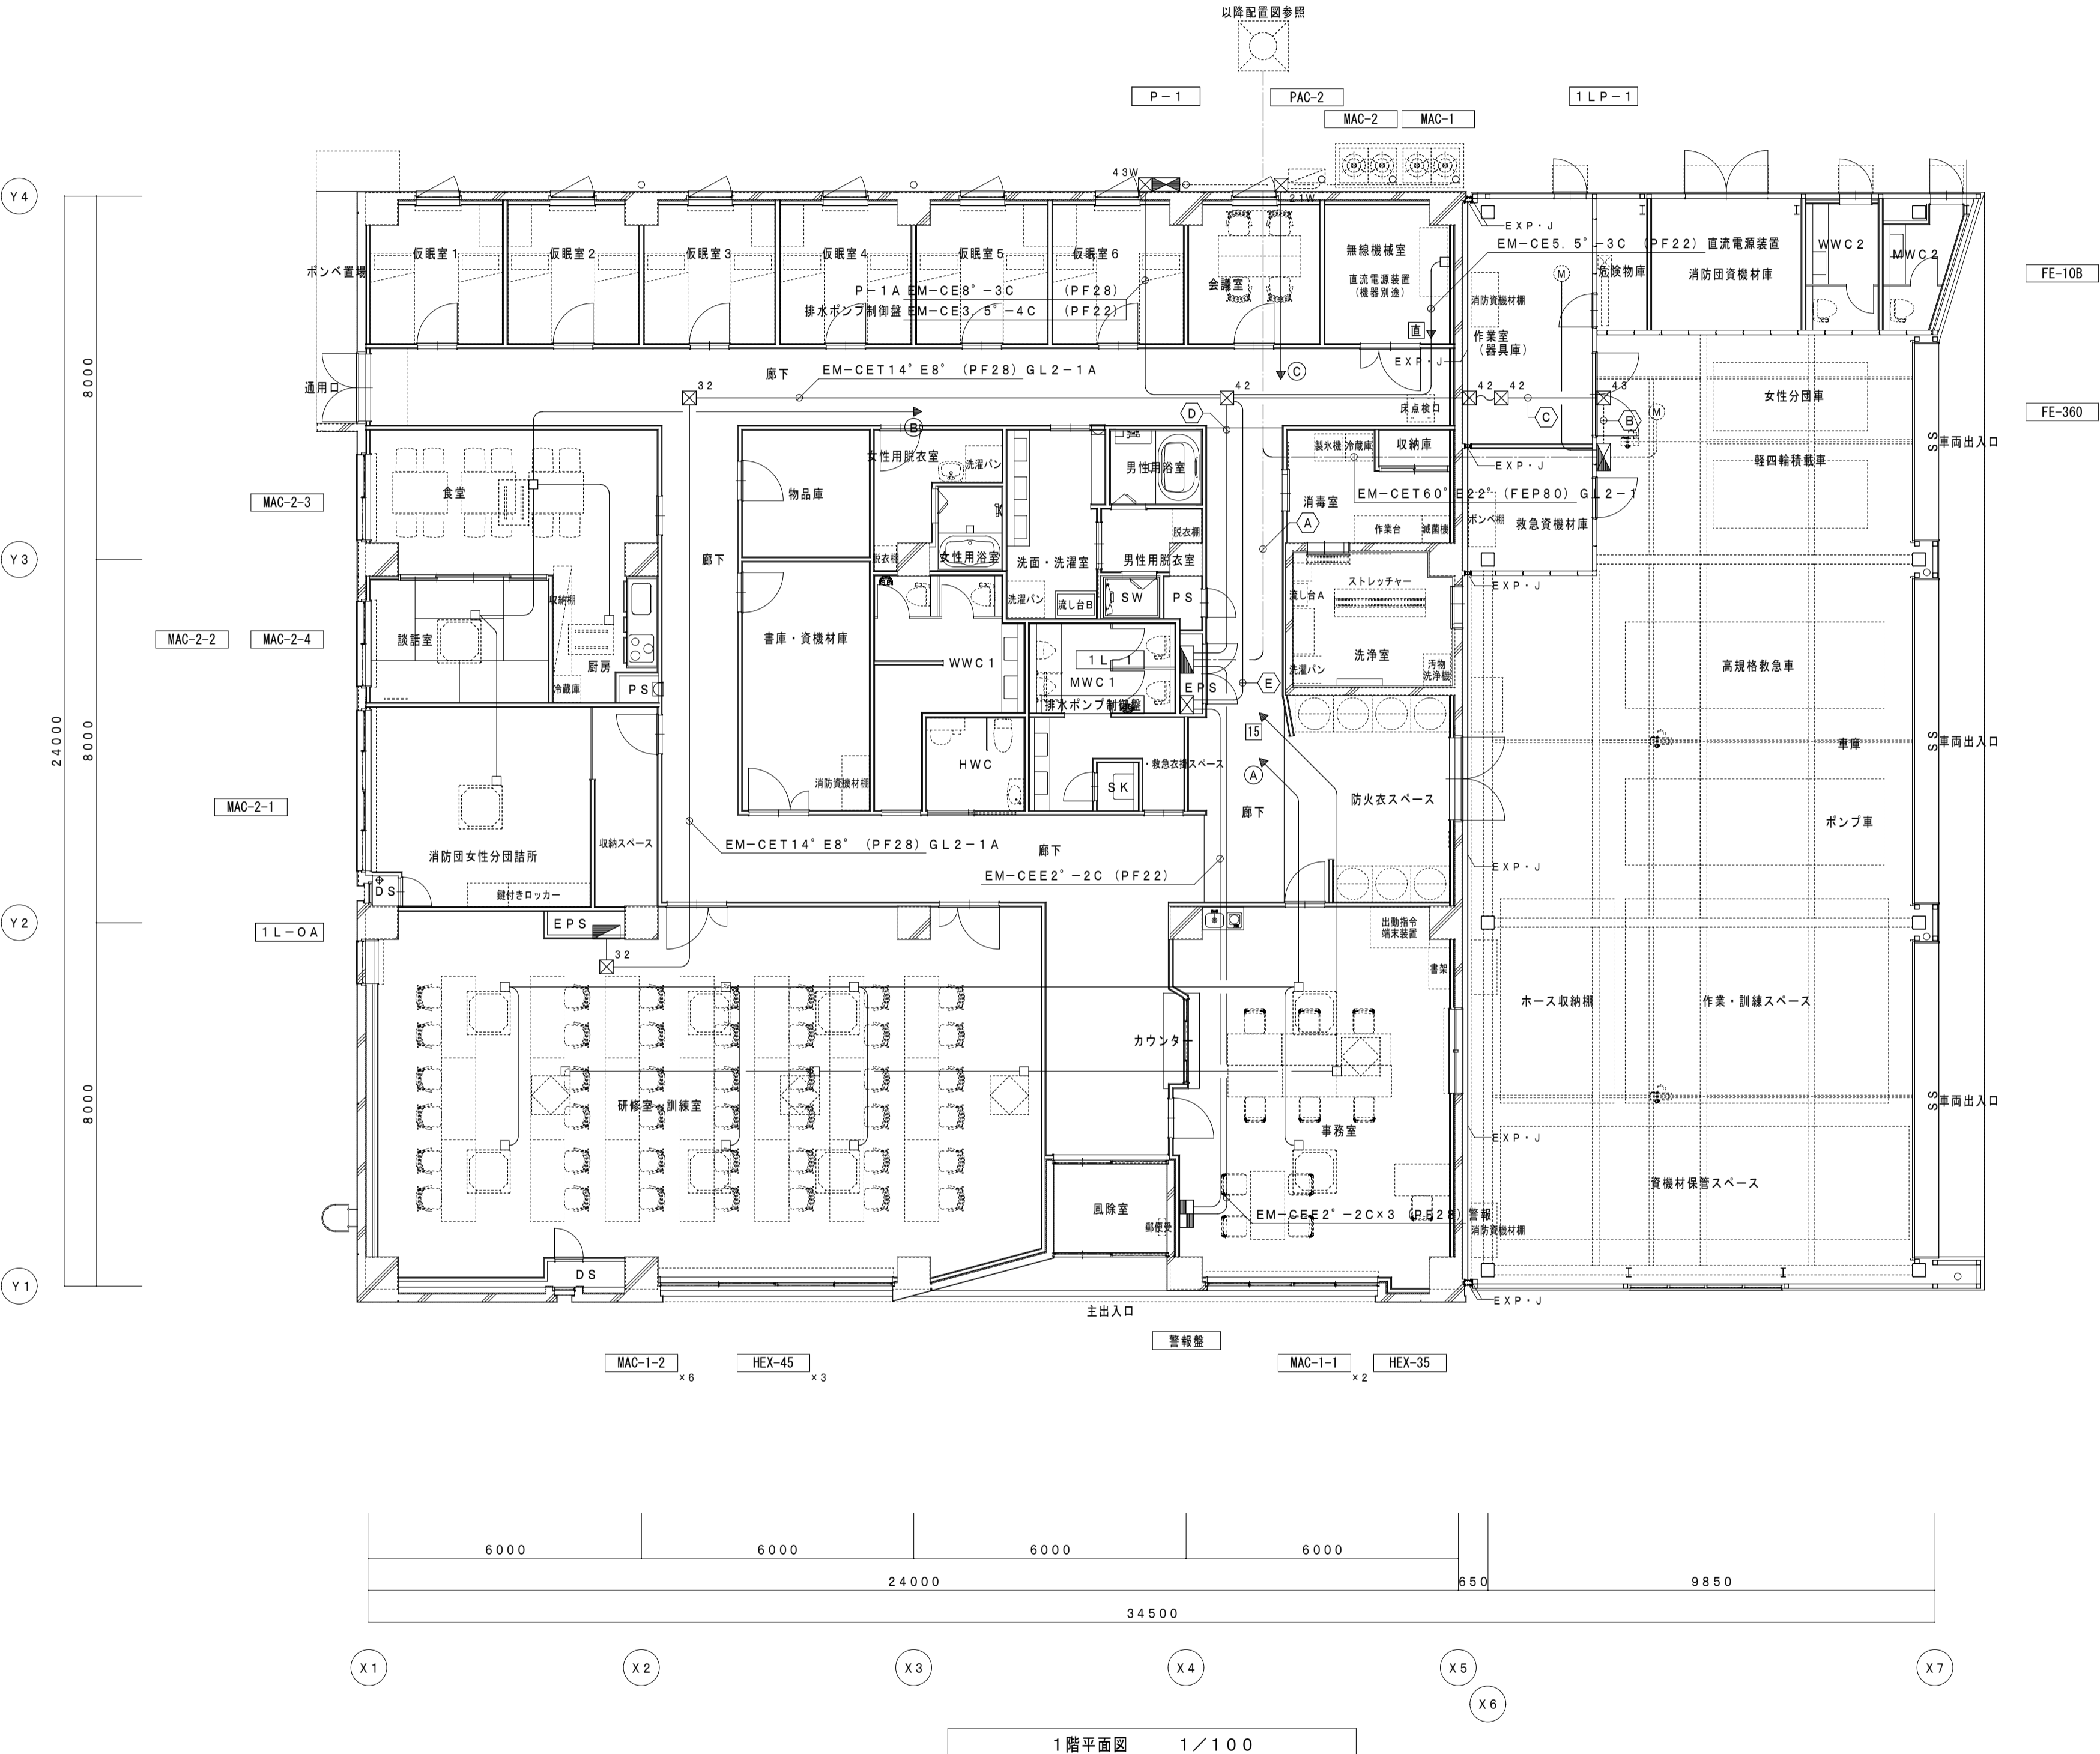 以降配置図参照
P－1
PAC-2
1LP－1
MAC-2
MAC-1
43W
21W
Y4
EXP・J
EM－CE5.5°－3C （PF22）直流電源装置
仮眠室1
仮眠室2
仮眠室3
仮眠室4
仮眠室5
仮眠室6
会議室
無線機械室
直流電源装置
（機器別途）
危険物庫
消防団資機材庫
WWC2
MWC2
FE-10B
ボンベ置場
M
P－1A EM－CE8°－3C （PF28）
排水ポンプ制御盤 EM－CE3.5°－4C （PF22）
消防資機材棚
直
作業室
（器具庫）
EXP・J
8000
通用口
廊下
EM－CET14°E8°（PF28）GL2－1A
C
32
42
42
42
43
女性分団車
床点検口
D
C
B
M
FE-360
B
製氷機
冷蔵庫
収納庫
SS
車両出入口
女性用脱衣室
洗濯パン
男性用浴室
EXP・J
軽四輪積載車
MAC-2-3
食堂
物品庫
消毒室
EM－CET60°E22°（FEP80）GL2－1
A
ボンベ棚
救急資機材庫
作業台
滅菌機
脱衣棚
Y3
廊下
脱衣棚
女性用浴室
洗面・洗濯室
男性用脱衣室
EXP・J
ストレッチャー
収納棚
洗濯パン
流し台B
SW
PS
流し台A
MAC-2-2
MAC-2-4
談話室
書庫・資機材庫
厨房
WWC1
1L－1
MWC1
洗浄室
洗濯パン
汚物
洗浄機
高規格救急車
冷蔵庫
PS
EPS
E
排水ポンプ制御盤
24000
8000
15
SS
車両出入口
車庫
HWC
・救急衣掛スペース
A
消防資機材棚
SK
MAC-2-1
防火衣スペース
廊下
ポンプ車
収納スペース
EM－CET14°E8°（PF28）GL2－1A
廊下
消防団女性分団詰所
EM－CEE2°－2C（PF22）
EXP・J
DS
鍵付きロッカー
Y2
1L－OA
EPS
出動指令
端末装置
32
書架
ホース収納棚
作業・訓練スペース
カウンター
8000
研修室・訓練室
事務室
EXP・J
SS
車両出入口
資機材保管スペース
風除室
郵便受
EM－CEE2°－2C×3 （PF28）警報
消防資機材棚
DS
Y1
EXP・J
主出入口
警報盤
MAC-1-2
×6
HEX-45
×3
MAC-1-1
×2
HEX-35
6000
6000
6000
6000
24000
650
9850
34500
X1
X2
X3
X4
X5
X7
X6
1階平面図 1／100